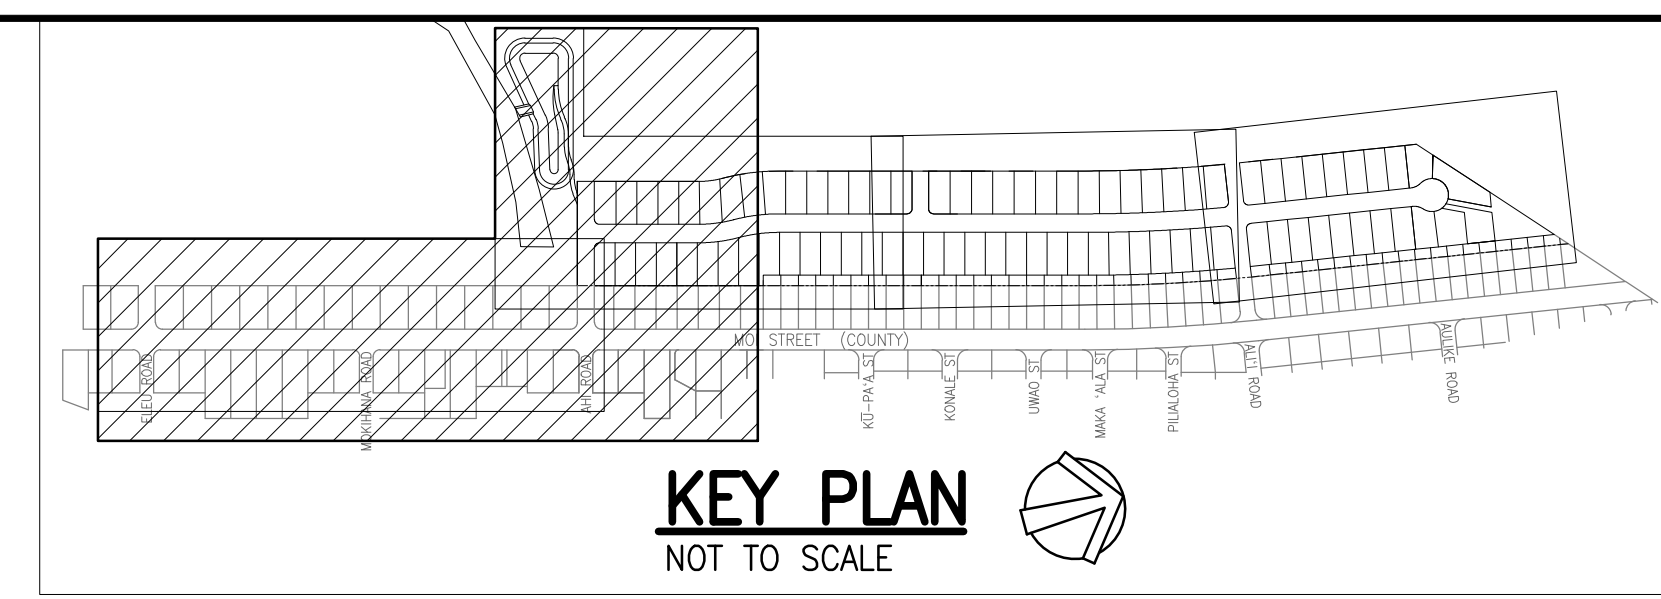 MOI STREET (COUNTY)
ELEU ROAD
MOKIHANA ROAD
AHI ROAD
KŪ-PA‘A ST
KONALE ST
UWAO ST
MAKA ‘ALA ST
PILIALOHA ST
ALI‘I ROAD
AULIKE ROAD
KEY PLAN
NOT TO SCALE